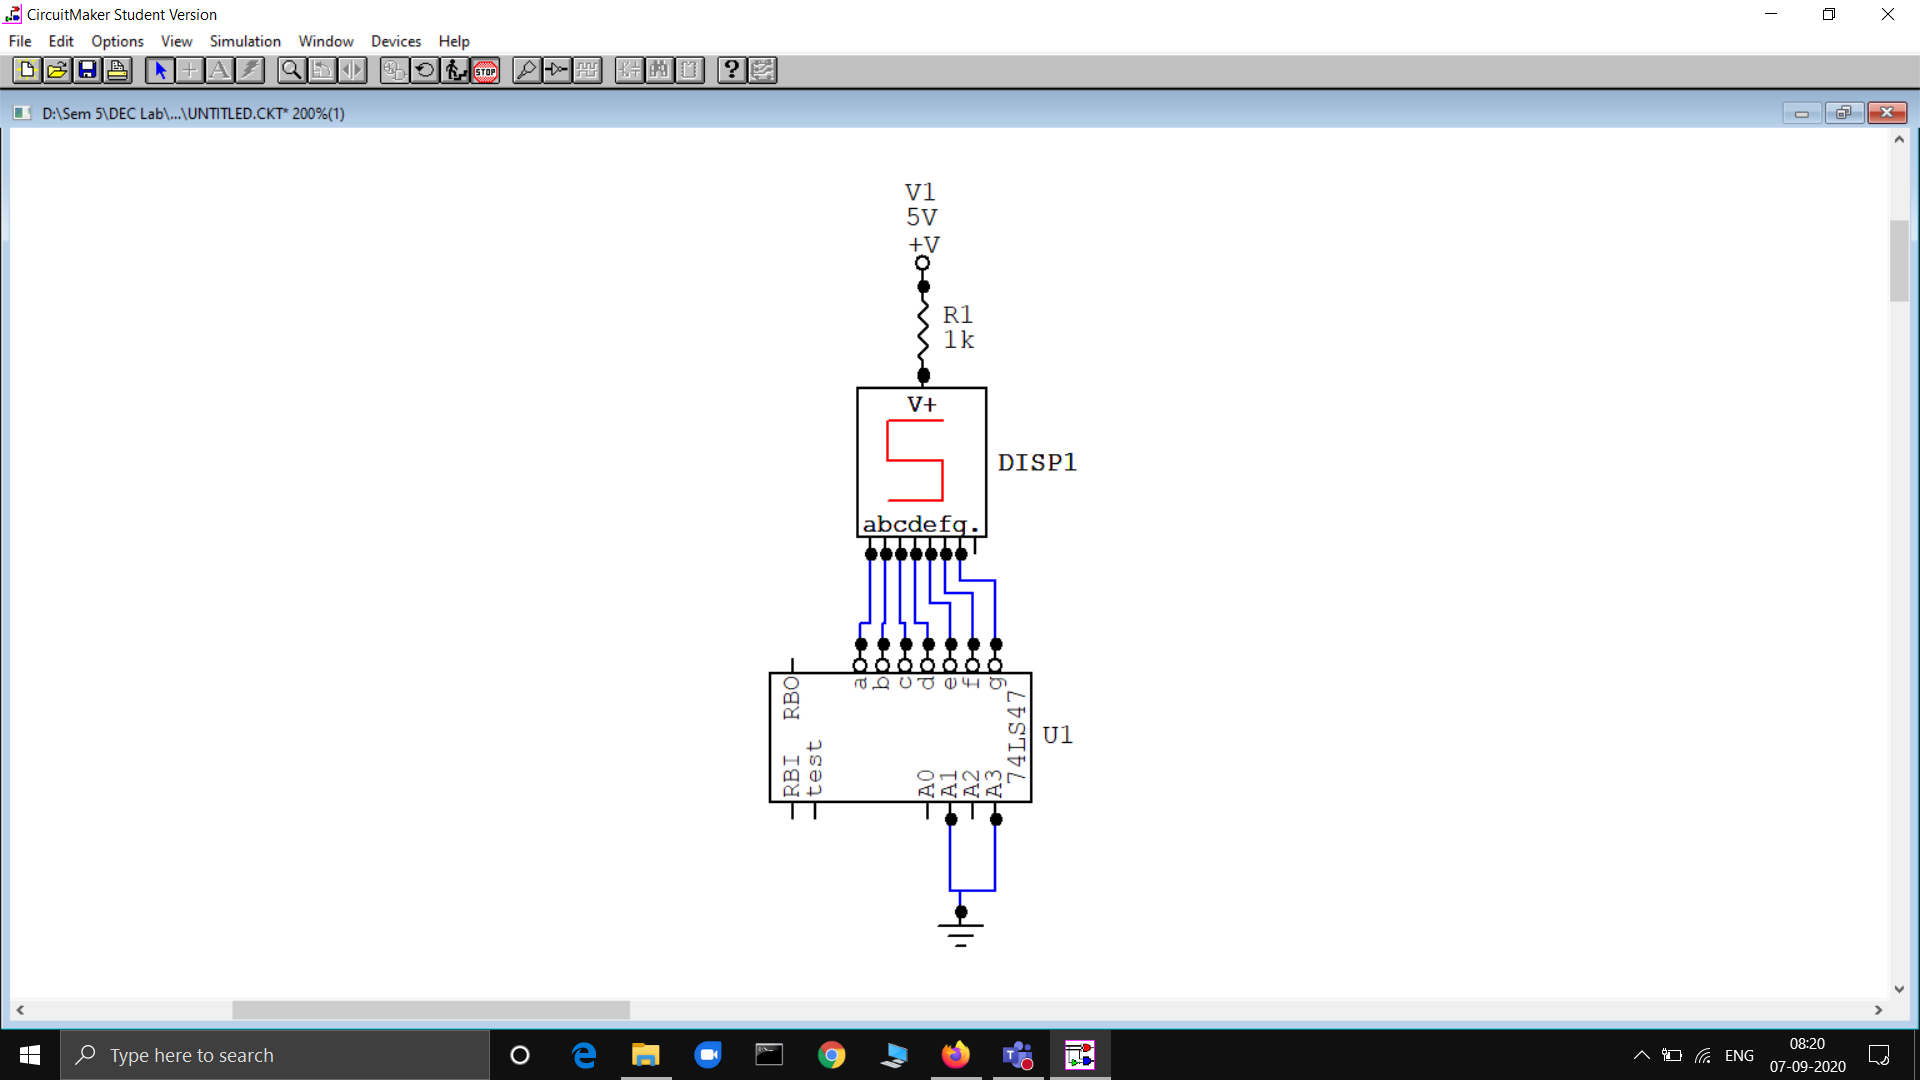 CircuitMaker Student Version
File Edit Options View Simulation Window Devices Help
A STOP ?
D:\Sem 5\DEC Lab\...\UNTITLED.CKT* 200%(1)
V1
5V
+V
R1
1k
V+
5
DISP1
abcdefg.
RBO a b c d e f g
74LS47
U1
RBI test A0 A1 A2 A3
Type here to search
ENG
08:20
07-09-2020